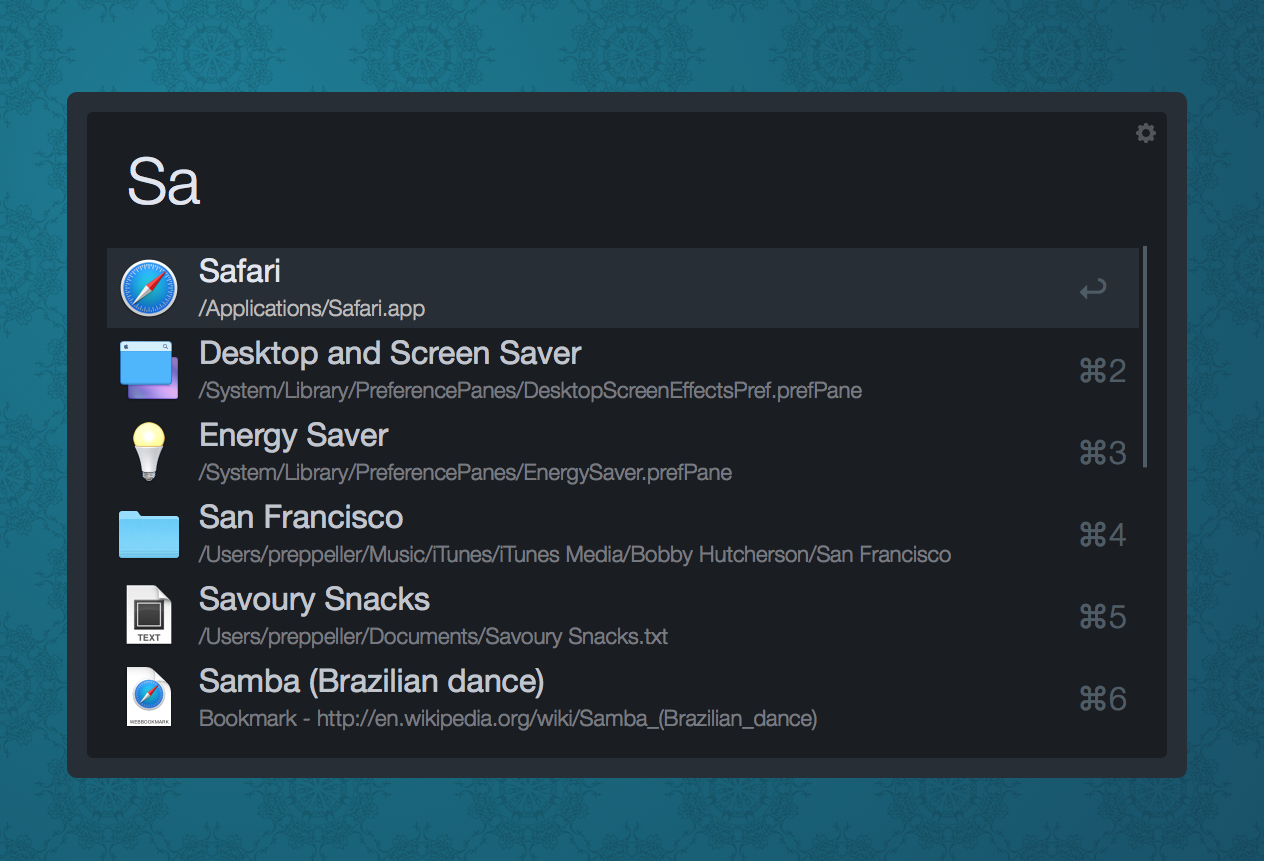 Sa
Safari
/Applications/Safari.app
Desktop and Screen Saver
/System/Library/PreferencePanes/DesktopScreenEffectsPref.prefPane
⌘2
Energy Saver
/System/Library/PreferencePanes/EnergySaver.prefPane
⌘3
San Francisco
/Users/preppeller/Music/iTunes/iTunes Media/Bobby Hutcherson/San Francisco
⌘4
TEXT
Savoury Snacks
/Users/preppeller/Documents/Savoury Snacks.txt
⌘5
WEBBOOKMARK
Samba (Brazilian dance)
Bookmark - http://en.wikipedia.org/wiki/Samba_(Brazilian_dance)
⌘6